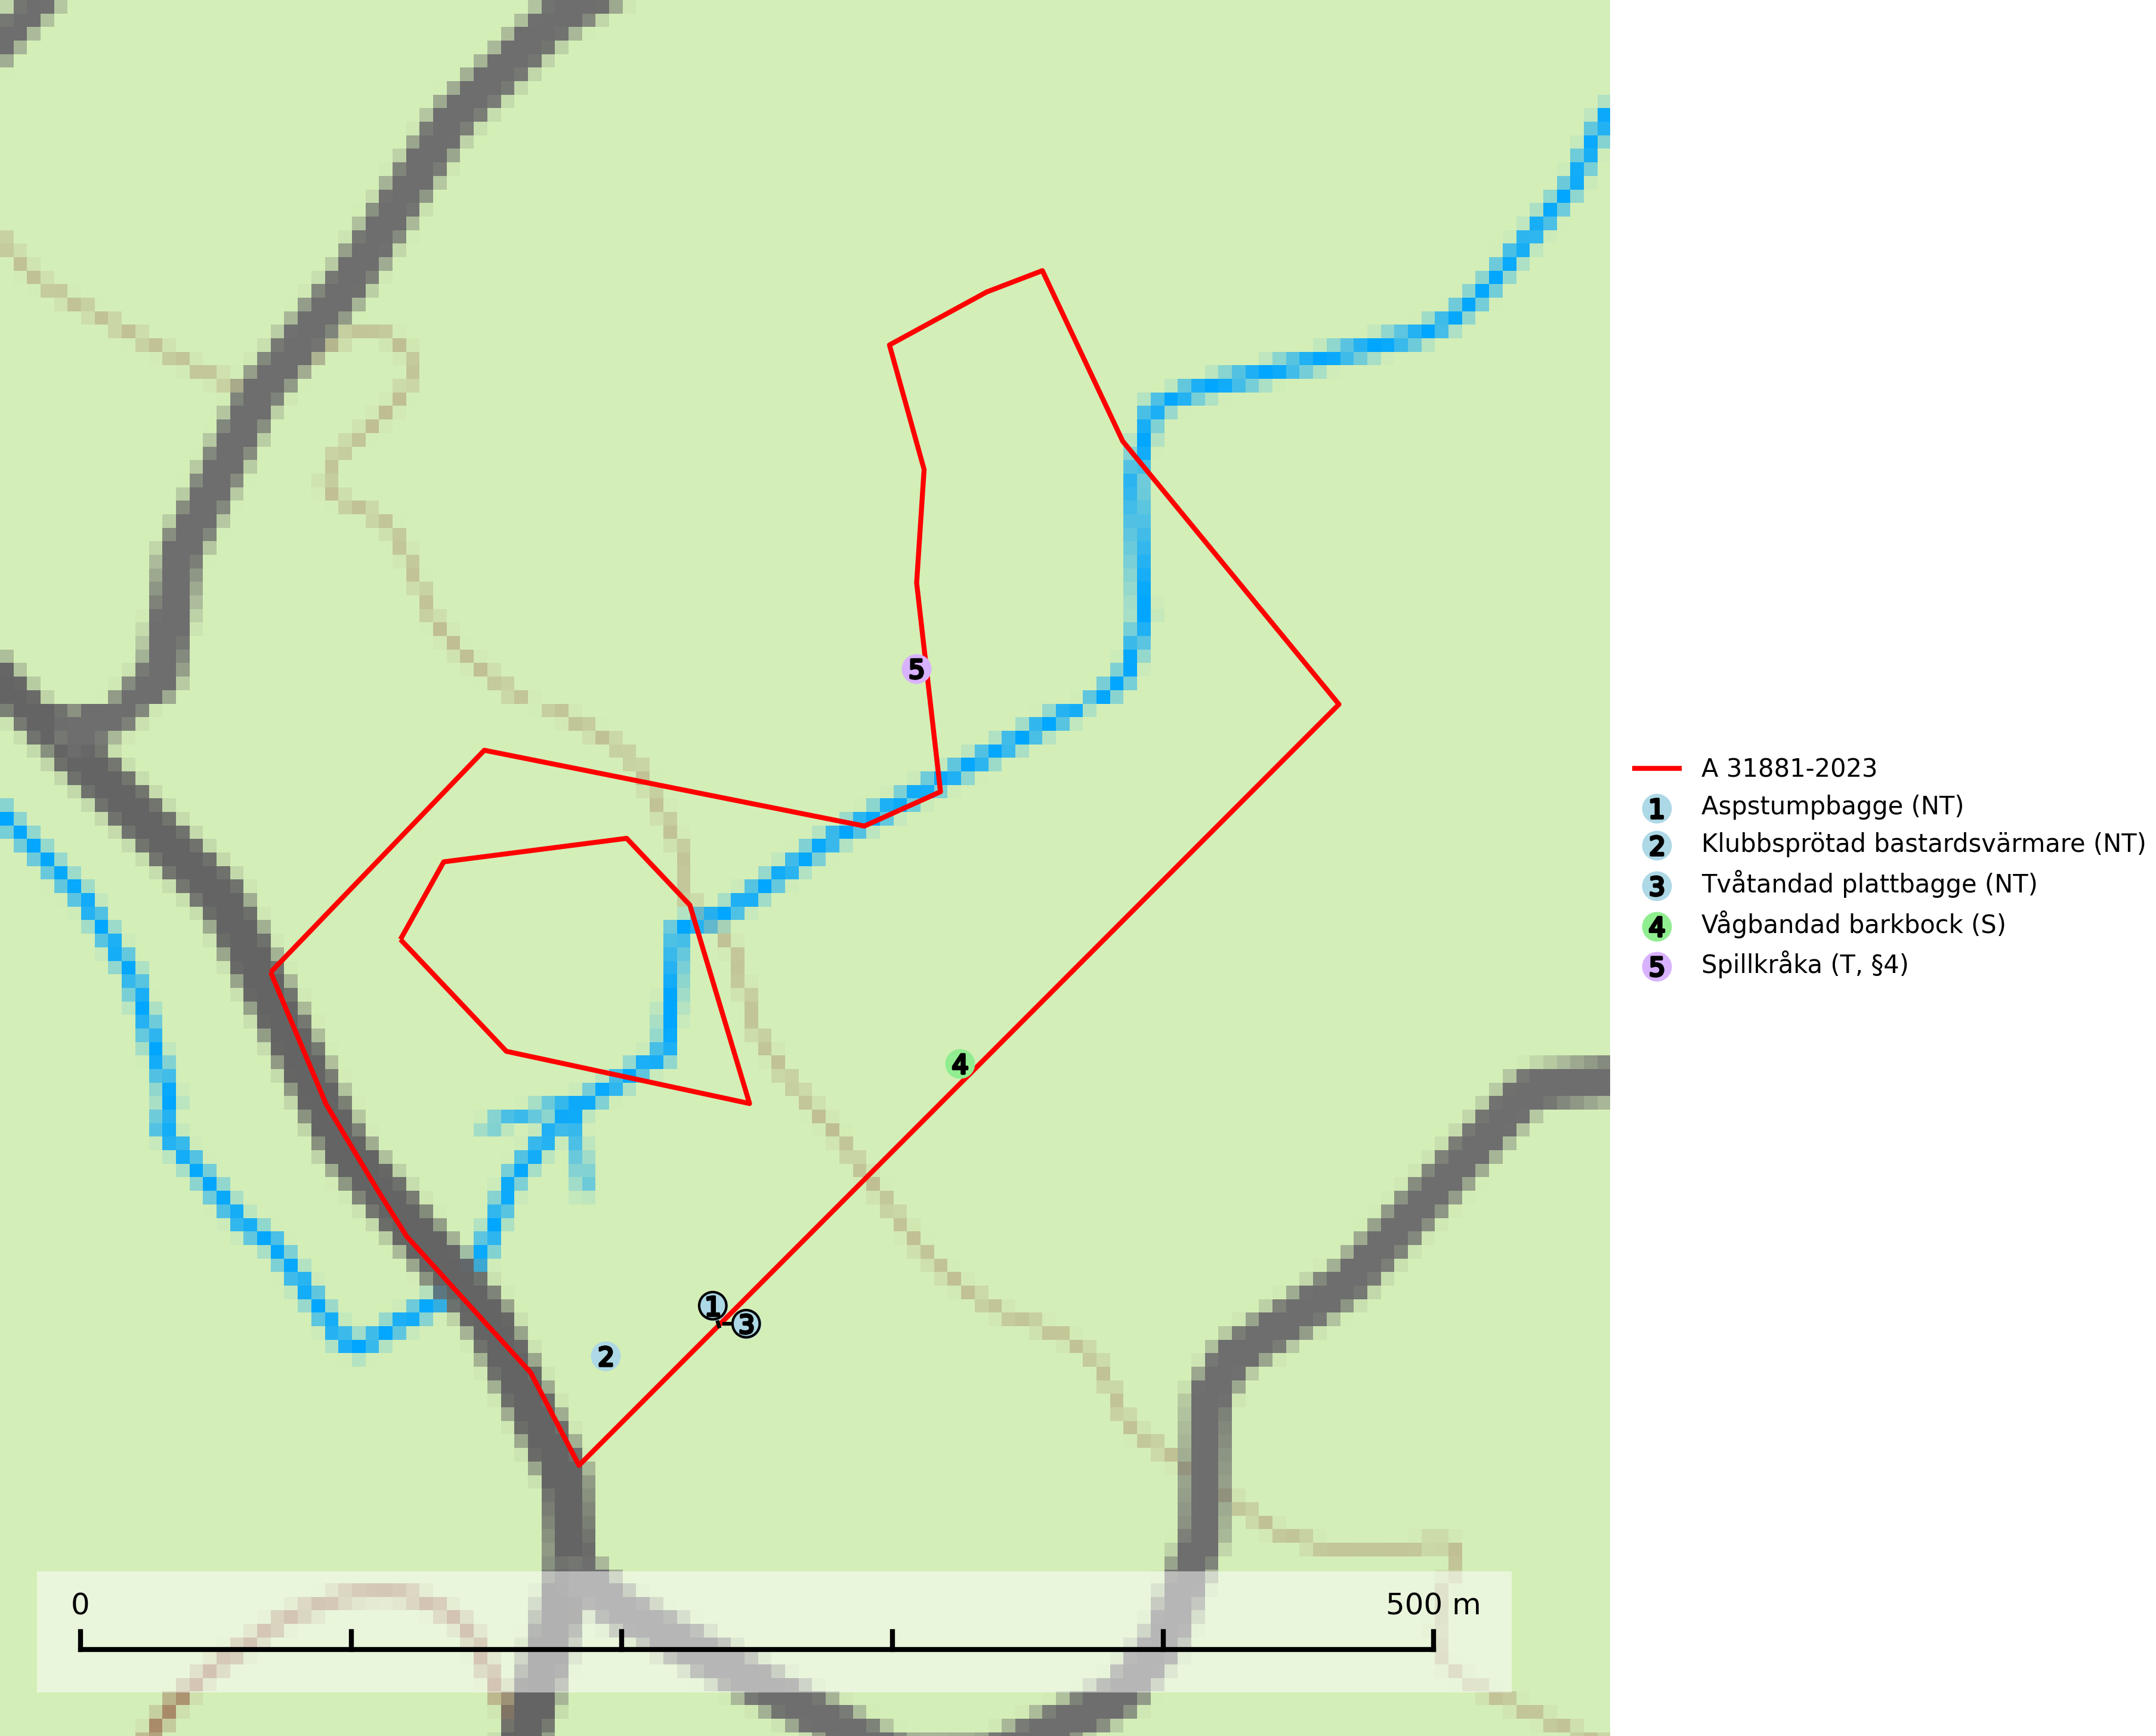 5
4
1
3
2
0
500 m
A 31881-2023
1 Aspstumpbagge (NT)
2 Klubbsprötad bastardsvärmare (NT)
3 Tvåtandad plattbagge (NT)
4 Vågbandad barkbock (S)
5 Spillkråka (T, §4)